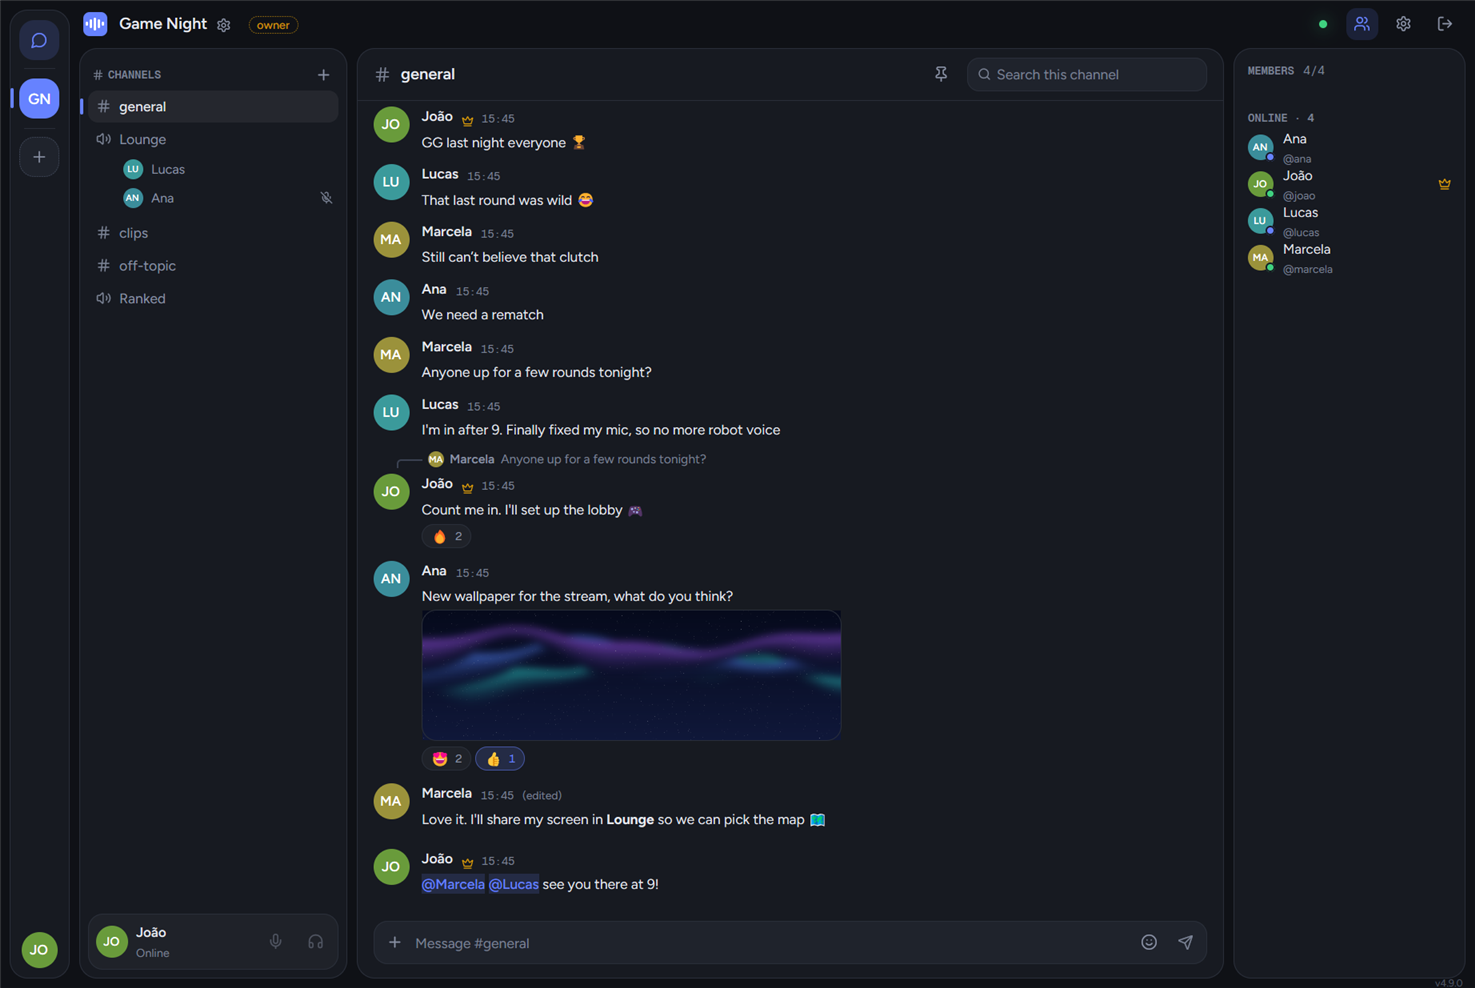 Game Night
owner
GN
# CHANNELS
# general
Lounge
LU Lucas
AN Ana
# clips
# off-topic
Ranked
JO
JO João
Online
# general
Search this channel
JO João 15:45
GG last night everyone 🏆
LU Lucas 15:45
That last round was wild 😂
MA Marcela 15:45
Still can’t believe that clutch
AN Ana 15:45
We need a rematch
MA Marcela 15:45
Anyone up for a few rounds tonight?
LU Lucas 15:45
I'm in after 9. Finally fixed my mic, so no more robot voice
MA Marcela Anyone up for a few rounds tonight?
JO João 15:45
Count me in. I'll set up the lobby 🎮
🔥 2
AN Ana 15:45
New wallpaper for the stream, what do you think?
😍 2 👍 1
MA Marcela 15:45 (edited)
Love it. I'll share my screen in Lounge so we can pick the map 🗺️
JO João 15:45
@Marcela @Lucas see you there at 9!
Message #general
MEMBERS 4/4
ONLINE · 4
AN Ana
@ana
JO João
@joao
LU Lucas
@lucas
MA Marcela
@marcela
v4.9.0